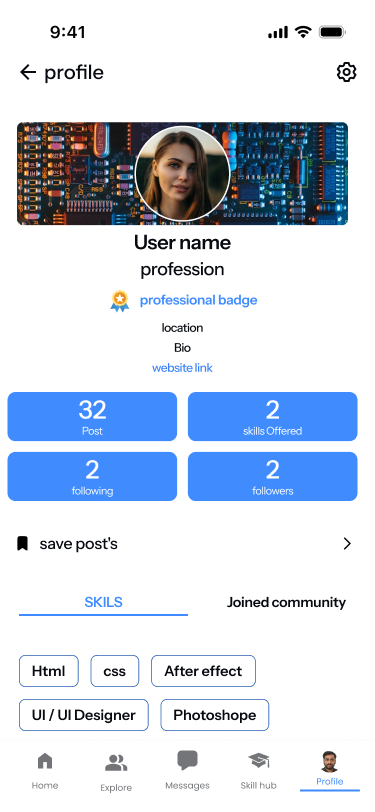 9:41
profile
User name
profession
professional badge
location
Bio
website link
32
Post
2
skills Offered
2
following
2
followers
save post's
SKILS
Joined community
Html
css
After effect
UI / UI Designer
Photoshope
Home
Explore
Messages
Skill hub
Profile